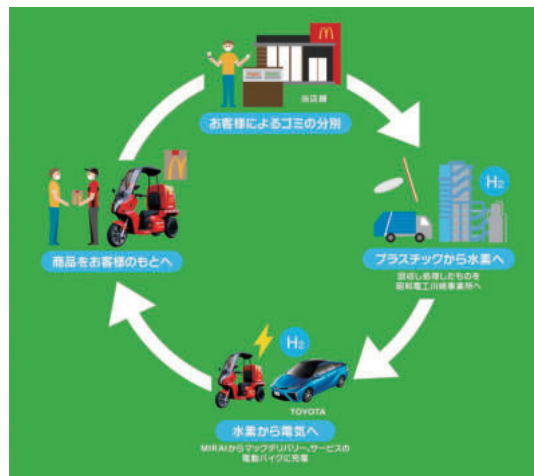 当店舗
お客様によるゴミの分別
H2
プラスチックから水素へ
回収し処理したものを
昭和電工川崎事業所へ
H2
TOYOTA
水素から電気へ
MIRAIからマックデリバリーサービスの
電動バイクに充電
商品をお客様のもとへ